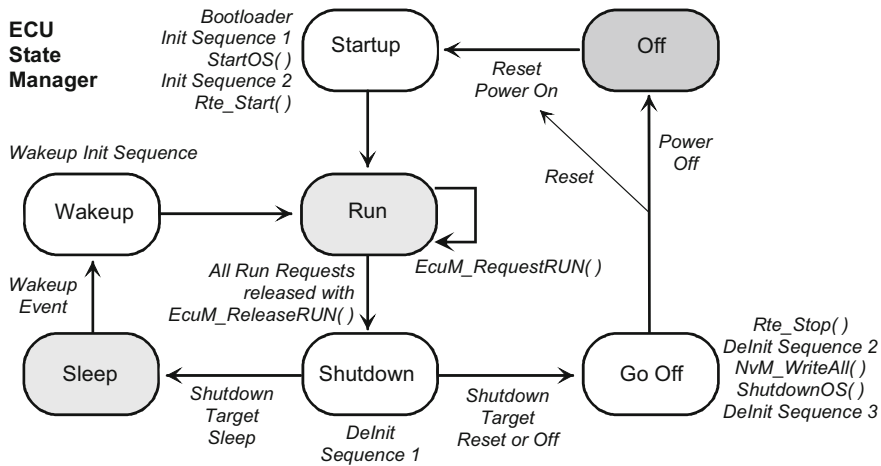 ECU
State
Manager
Bootloader
Init Sequence 1
StartOS( )
Init Sequence 2
Rte_Start( )
Startup
Off
Reset
Power On
Wakeup Init Sequence
Wakeup
Run
Reset
Power
Off
EcuM_RequestRUN( )
All Run Requests
released with
EcuM_ReleaseRUN( )
Wakeup
Event
Sleep
Shutdown
Go Off
Shutdown
Target
Sleep
DeInit
Sequence 1
Shutdown
Target
Reset or Off
Rte_Stop( )
DeInit Sequence 2
NvM_WriteAll( )
ShutdownOS( )
DeInit Sequence 3